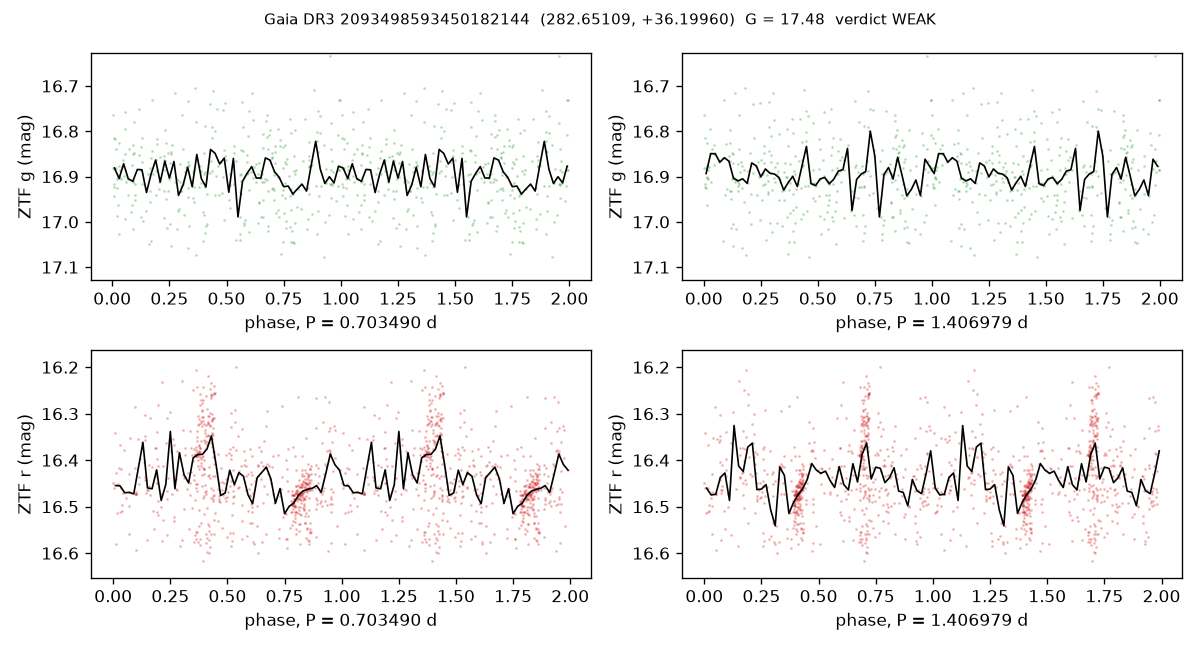 Gaia DR3 2093498593450182144  (282.65109, +36.19960)  G = 17.48  verdict WEAK
ZTF g (mag)
16.7
16.8
16.9
17.0
17.1
0.00 0.25 0.50 0.75 1.00 1.25 1.50 1.75 2.00
phase, P = 0.703490 d
ZTF g (mag)
16.7
16.8
16.9
17.0
17.1
0.00 0.25 0.50 0.75 1.00 1.25 1.50 1.75 2.00
phase, P = 1.406979 d
ZTF r (mag)
16.2
16.3
16.4
16.5
16.6
0.00 0.25 0.50 0.75 1.00 1.25 1.50 1.75 2.00
phase, P = 0.703490 d
ZTF r (mag)
16.2
16.3
16.4
16.5
16.6
0.00 0.25 0.50 0.75 1.00 1.25 1.50 1.75 2.00
phase, P = 1.406979 d